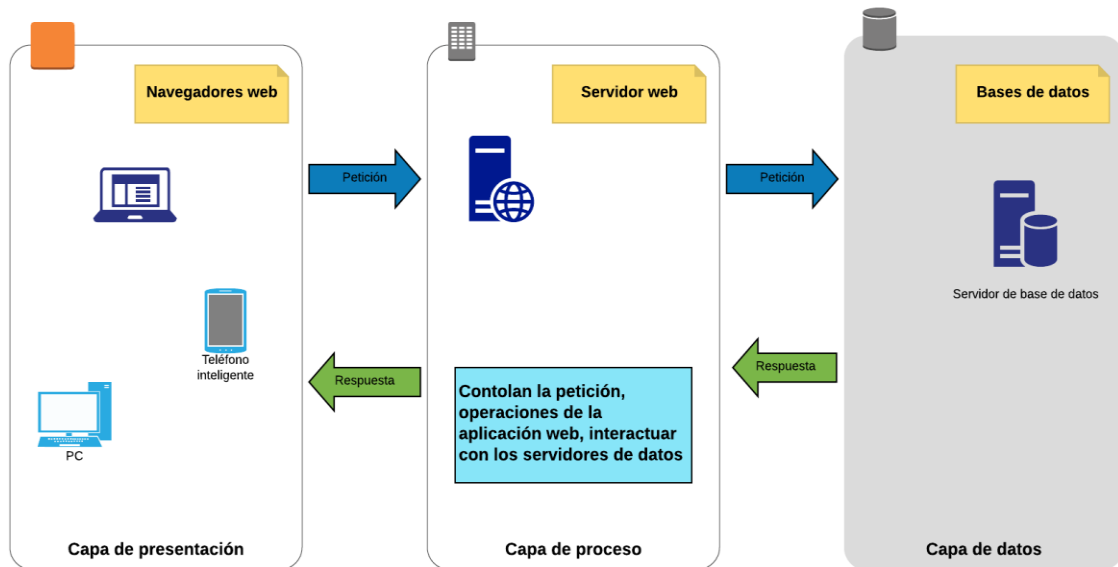 Navegadores web
Servidor web
Bases de datos
Petición
Petición
Servidor de base de datos
Teléfono
inteligente
Respuesta
Respuesta
Contolan la petición,
operaciones de la
aplicación web, interactuar
con los servidores de datos
PC
Capa de presentación
Capa de proceso
Capa de datos